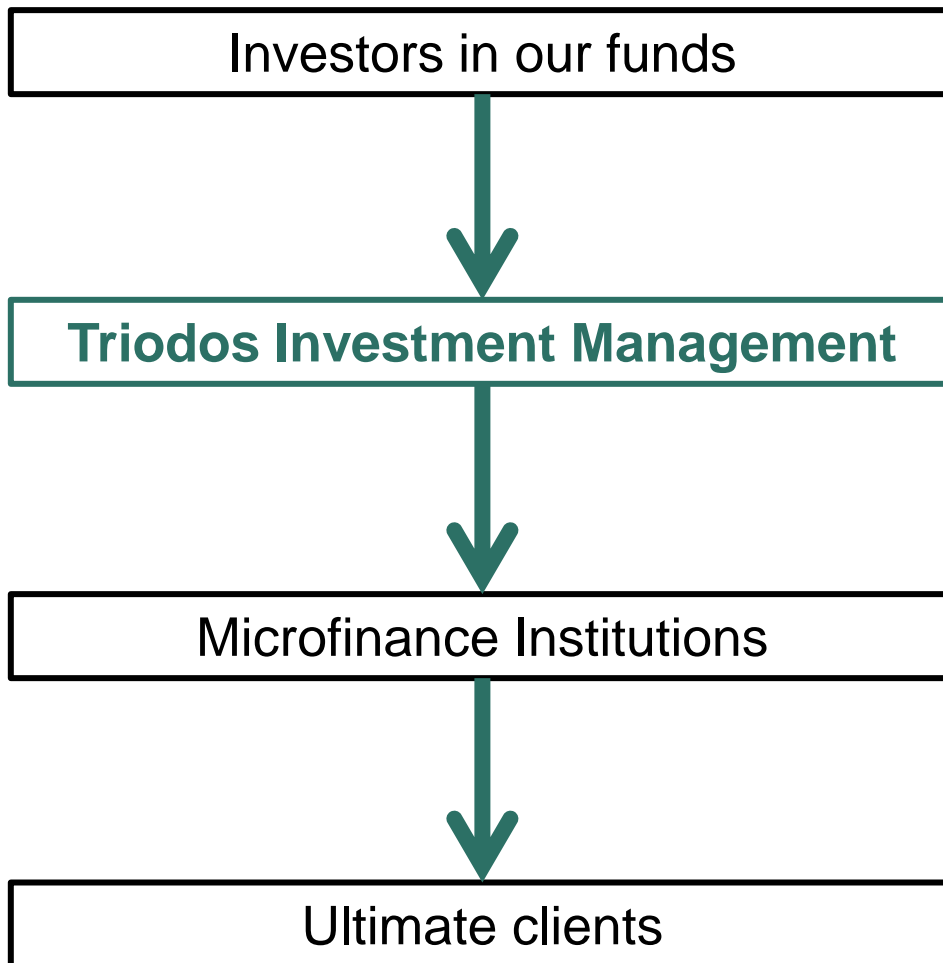 Investors in our funds
Triodos Investment Management
Microfinance Institutions
Ultimate clients